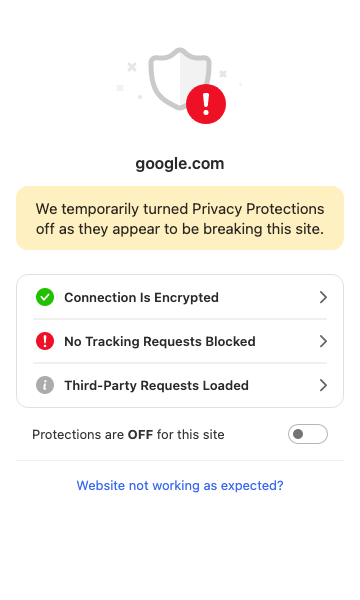 google.com
We temporarily turned Privacy Protections
off as they appear to be breaking this site.
Connection Is Encrypted
No Tracking Requests Blocked
Third-Party Requests Loaded
Protections are OFF for this site
Website not working as expected?